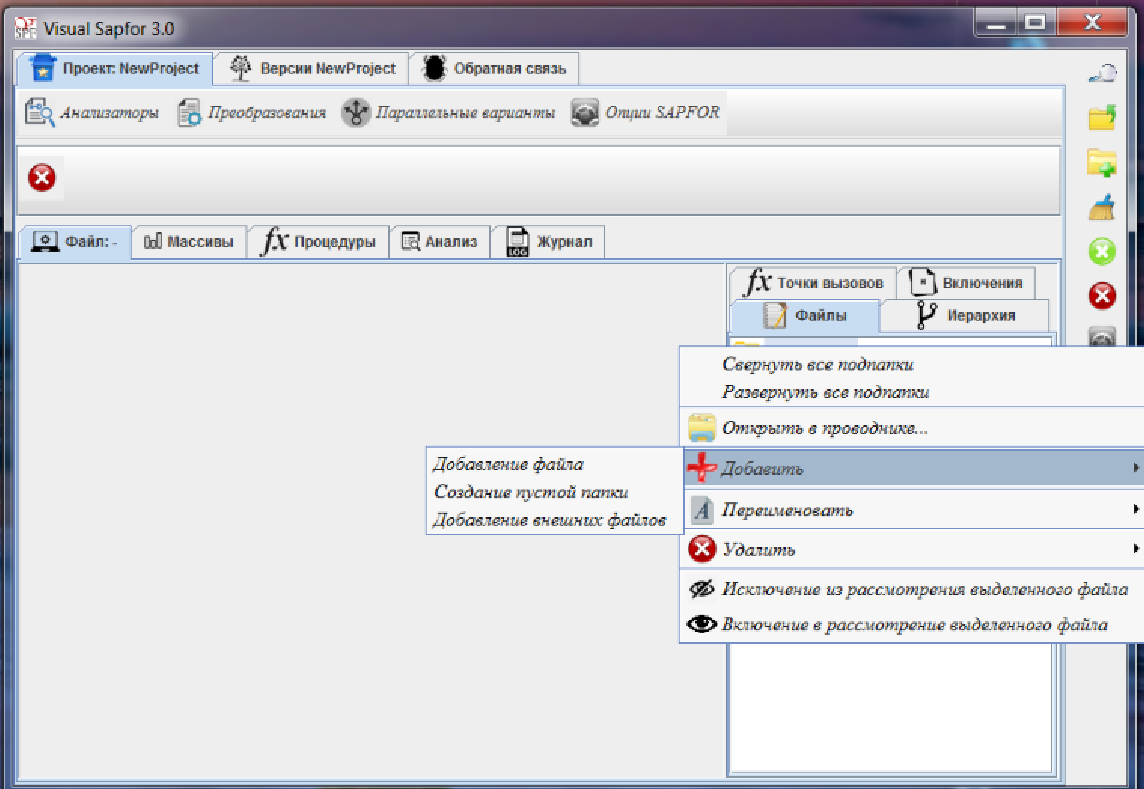 Visual Sapfor 3.0
Проект: NewProject
Версии NewProject
Обратная связь
Анализаторы
Преобразования
Параллельные варианты
Опции SAPFOR
Файл: -
Массивы
Процедуры
LOG
Журнал
Анализ
Точки вызовов
Включения
Файлы
Иерархия
Свернуть все подпапки
Развернуть все подпапки
Открыть в проводнике...
Добавить
Добавление файла
Создание пустой папки
Добавление внешних файлов
Переименовать
Удалить
Исключение из рассмотрения выделенного файла
Включение в рассмотрение выделенного файла